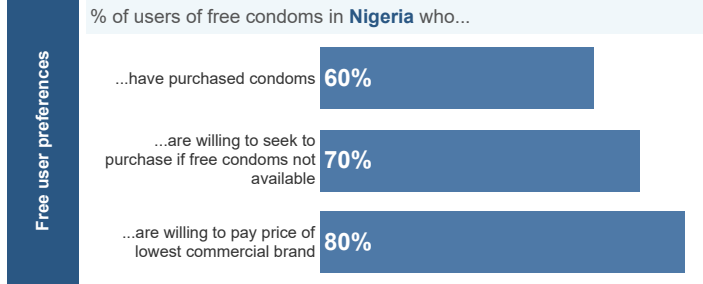 % of users of free condoms in Nigeria who...
Free user preferences
...have purchased condoms
60%
...are willing to seek to
purchase if free condoms not
available
70%
...are willing to pay price of
lowest commercial brand
80%